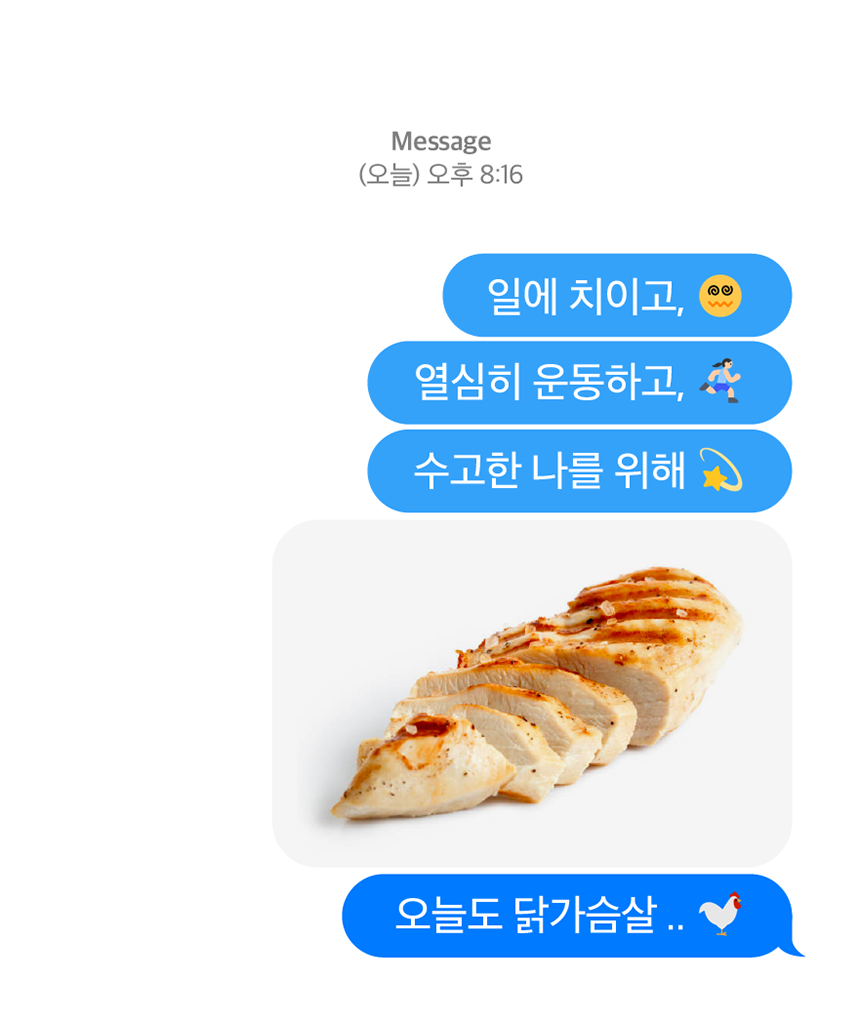 Message
(오늘) 오후 8:16
일에 치이고, 😵‍💫
열심히 운동하고, 🏃🏻‍♀️
수고한 나를 위해 💫
오늘도 닭가슴살 .. 🐓